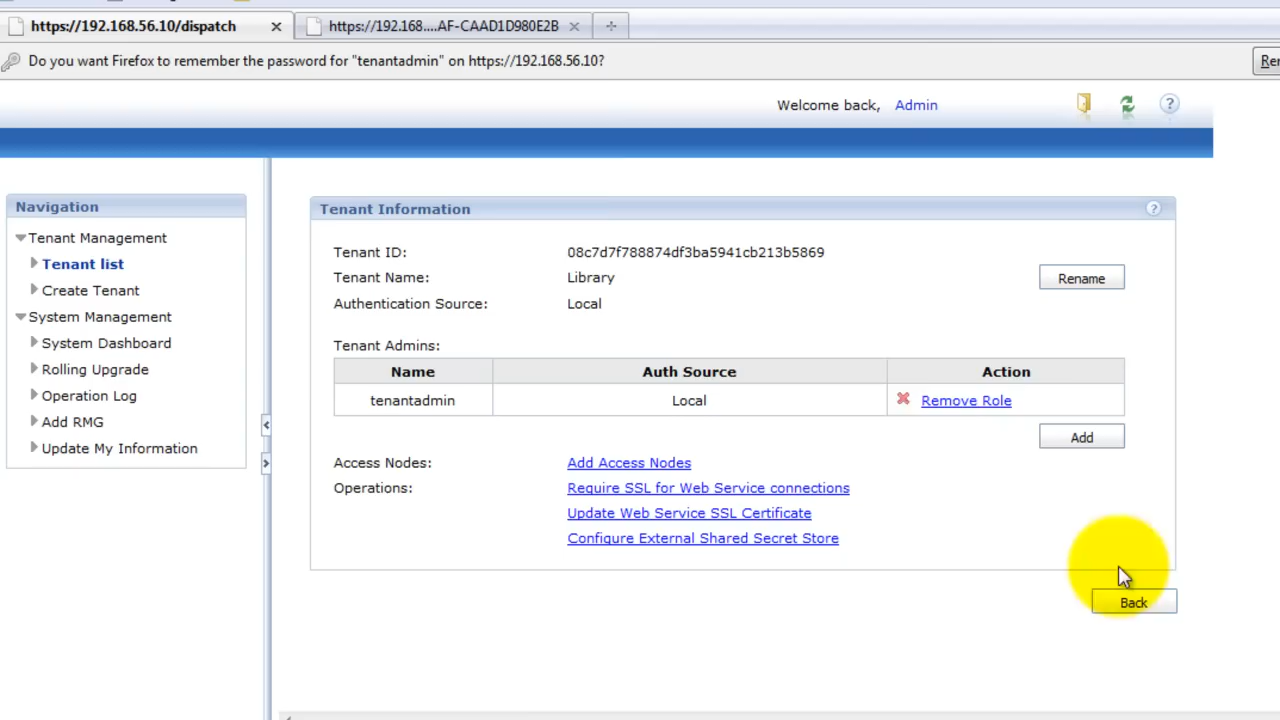 https://192.168.56.10/dispatch
https://192.168....AF-CAAD1D980E2B
Do you want Firefox to remember the password for "tenantadmin" on https://192.168.56.10?
Welcome back, Admin
Navigation
Tenant Management
Tenant list
Create Tenant
System Management
System Dashboard
Rolling Upgrade
Operation Log
Add RMG
Update My Information
Tenant Information
Tenant ID: 08c7d7f788874df3ba5941cb213b5869
Tenant Name: Library
Rename
Authentication Source: Local
Tenant Admins:
Name Auth Source Action
tenantadmin Local Remove Role
Add
Access Nodes: Add Access Nodes
Operations: Require SSL for Web Service connections
Update Web Service SSL Certificate
Configure External Shared Secret Store
Back